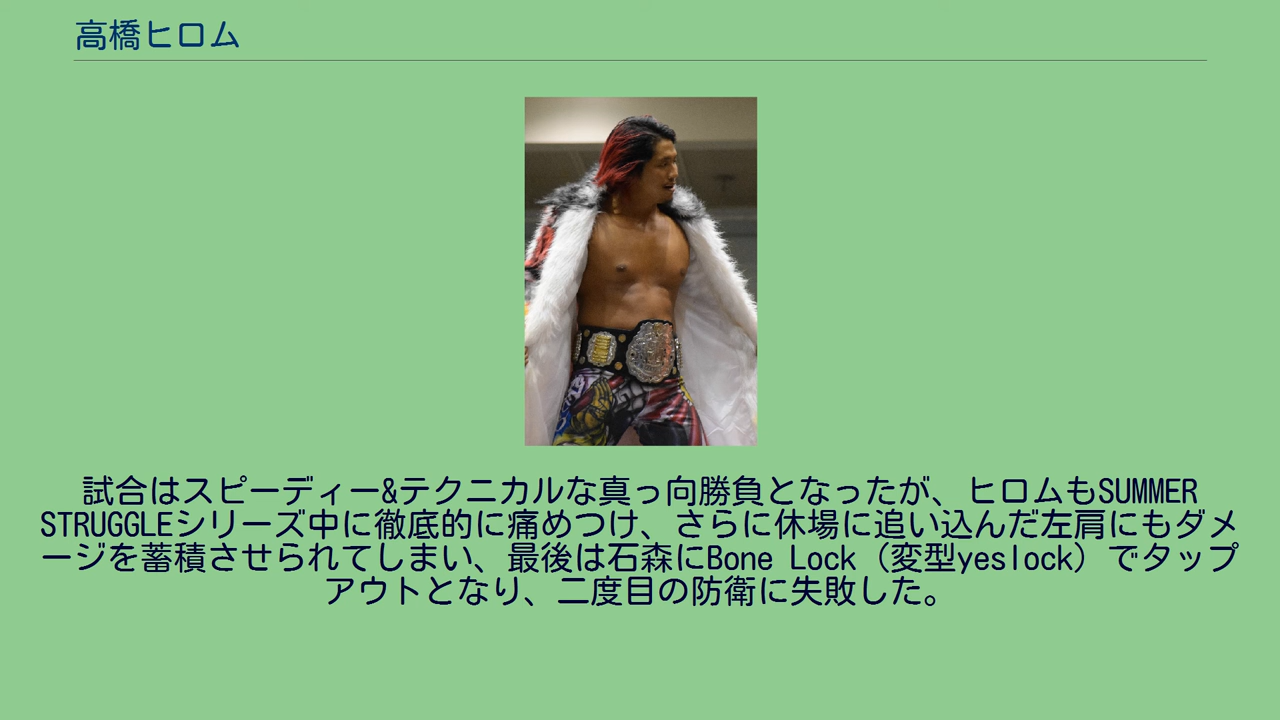 高橋ヒロム
試合はスピーディー&テクニカルな真っ向勝負となったが、ヒロムもSUMMER
STRUGGLEシリーズ中に徹底的に痛めつけ、さらに休場に追い込んだ左肩にもダメ
ージを蓄積させられてしまい、最後は石森にBone Lock（変型yeslock）でタップ
アウトとなり、二度目の防衛に失敗した。